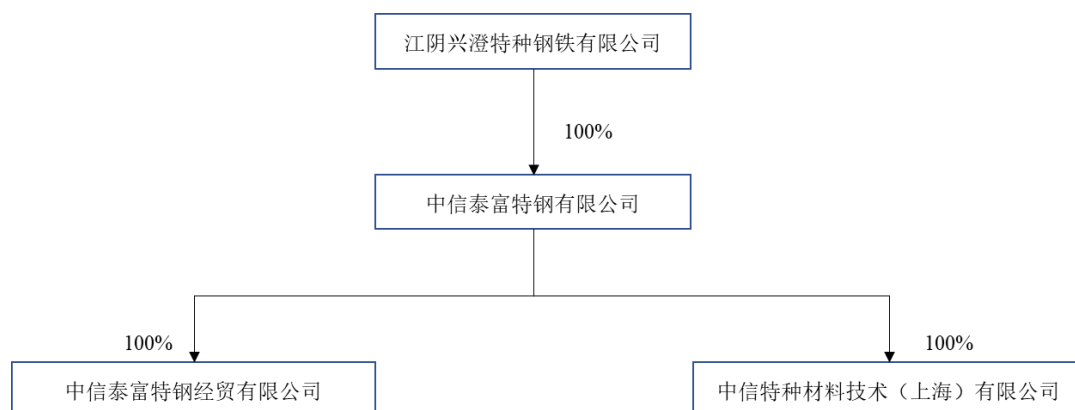 江阴兴澄特种钢铁有限公司
100%
中信泰富特钢有限公司
100%
100%
中信泰富特钢经贸有限公司
中信特种材料技术（上海）有限公司